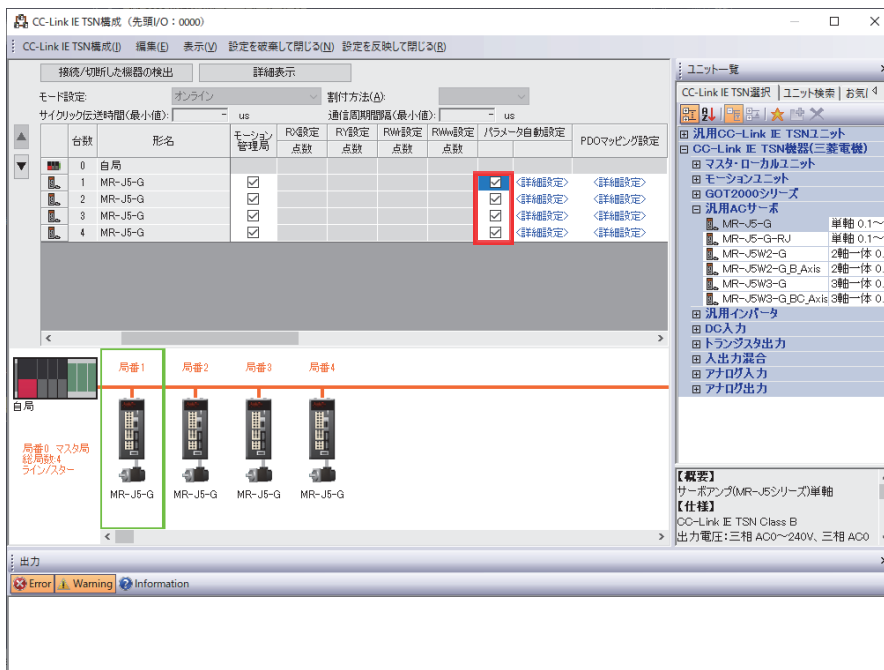 CC-Link IE TSN構成 (先頭I/O：0000)
CC-Link IE TSN構成(I) 編集(E) 表示(V) 設定を破棄して閉じる(N) 設定を反映して閉じる(R)
接続/切断した機器の検出 詳細表示
モード設定: オンライン 割付方法(A):
サイクリック伝送時間(最小値): - us 通信周期間隔(最小値): - us
台数 形名 モーション管理局 RX設定 RY設定 RWr設定 RWw設定 パラメータ自動設定 PDOマッピング設定
点数 点数 点数 点数
0 自局
1 MR-J5-G <詳細設定> <詳細設定>
2 MR-J5-G <詳細設定> <詳細設定>
3 MR-J5-G <詳細設定> <詳細設定>
4 MR-J5-G <詳細設定> <詳細設定>
局番1 局番2 局番3 局番4
自局
局番0 マスタ局
総局数:4
ライン/スター
MR-J5-G MR-J5-G MR-J5-G MR-J5-G
ユニット一覧
CC-Link IE TSN選択 ユニット検索 お気(
汎用CC-Link IE TSNユニット
CC-Link IE TSN機器(三菱電機)
マスタ・ローカルユニット
モーションユニット
GOT2000シリーズ
汎用ACサーボ
MR-J5-G 単軸 0.1～
MR-J5-G-RJ 単軸 0.1～
MR-J5W2-G 2軸一体 0.
MR-J5W2-G_B_Axis 2軸一体 0.
MR-J5W3-G 3軸一体 0.
MR-J5W3-G_BC_Axis 3軸一体 0.
汎用インバータ
DC入力
トランジスタ出力
入出力混合
アナログ入力
アナログ出力
【概要】
サーボアンプ(MR-J5シリーズ)単軸
【仕様】
CC-Link IE TSN Class B
出力電圧：三相 AC0～240V、三相 AC0
出力
Error Warning Information